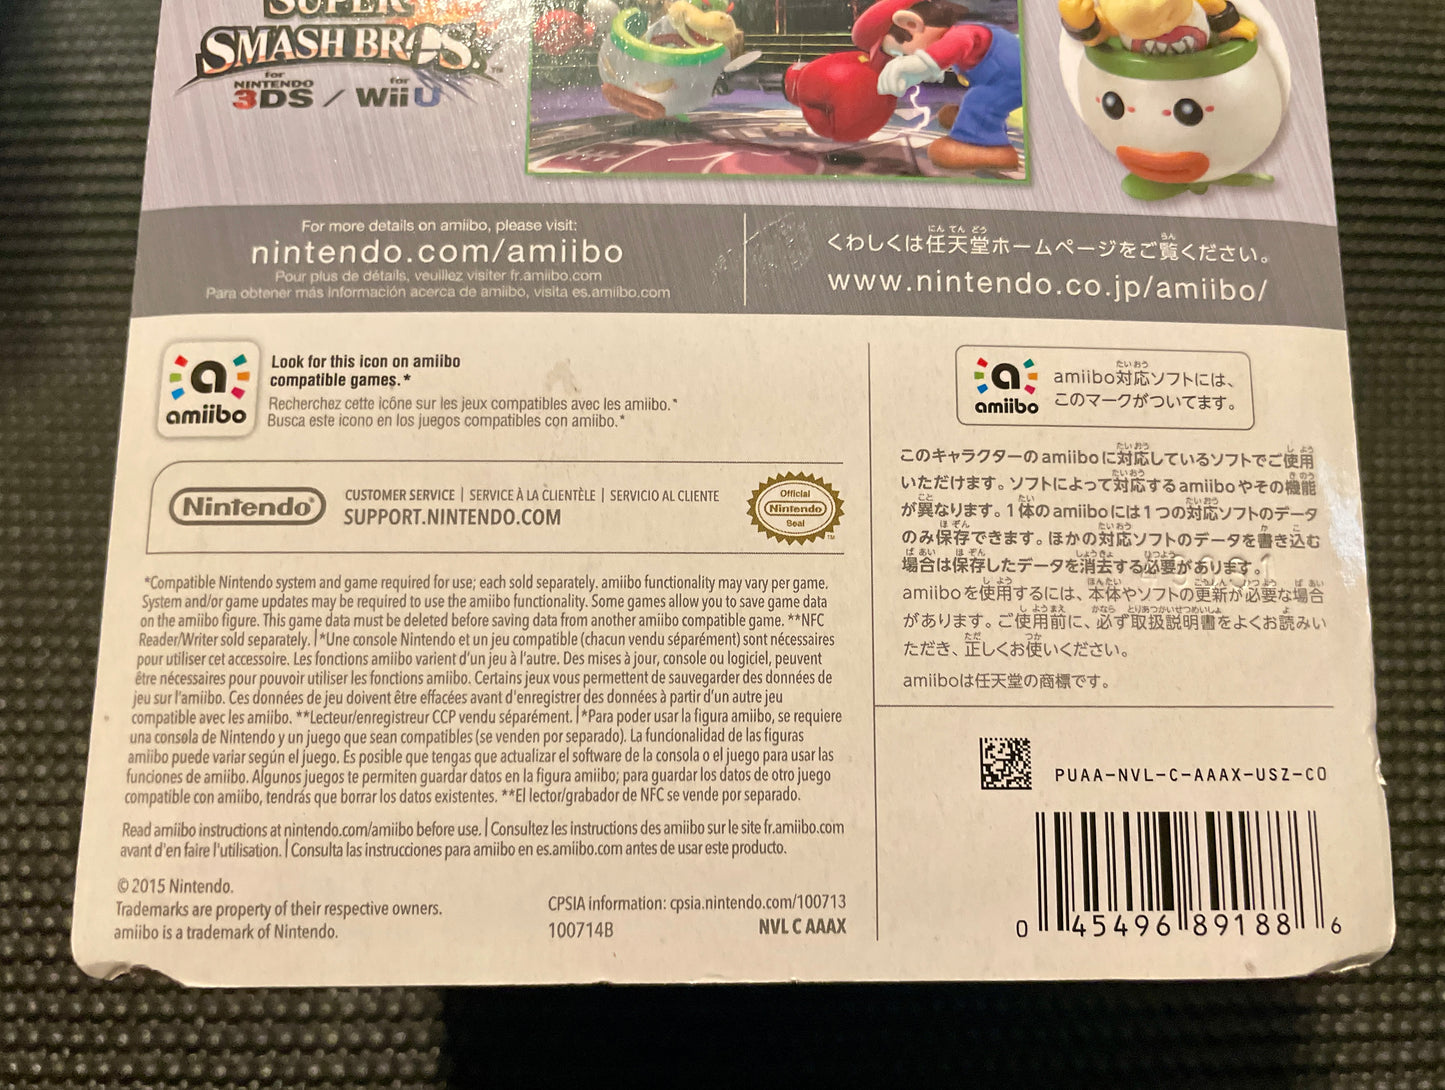 SUPER
SMASH BROS.™
for NINTENDO 3DS / for Wii U
For more details on amiibo, please visit:
nintendo.com/amiibo
Pour plus de détails, veuillez visiter fr.amiibo.com
Para obtener más información acerca de amiibo, visita es.amiibo.com
くわしくは任天堂ホームページをご覧ください。
www.nintendo.co.jp/amiibo/
amiibo
Look for this icon on amiibo
compatible games.*
Recherchez cette icône sur les jeux compatibles avec les amiibo.*
Busca este icono en los juegos compatibles con amiibo.*
Nintendo®
CUSTOMER SERVICE | SERVICE À LA CLIENTÈLE | SERVICIO AL CLIENTE
SUPPORT.NINTENDO.COM
Official
Nintendo
Seal
™
*Compatible Nintendo system and game required for use; each sold separately. amiibo functionality may vary per game.
System and/or game updates may be required to use the amiibo functionality. Some games allow you to save game data
on the amiibo figure. This game data must be deleted before saving data from another amiibo compatible game. **NFC
Reader/Writer sold separately. | *Une console Nintendo et un jeu compatible (chacun vendu séparément) sont nécessaires
pour utiliser cet accessoire. Les fonctions amiibo varient d'un jeu à l'autre. Des mises à jour, console ou logiciel, peuvent
être nécessaires pour pouvoir utiliser les fonctions amiibo. Certains jeux vous permettent de sauvegarder des données de
jeu sur l'amiibo. Ces données de jeu doivent être effacées avant d'enregistrer des données à partir d'un autre jeu
compatible avec les amiibo. **Lecteur/enregistreur CCP vendu séparément. | *Para poder usar la figura amiibo, se requiere
una consola de Nintendo y un juego que sean compatibles (se venden por separado). La funcionalidad de las figuras
amiibo puede variar según el juego. Es posible que tengas que actualizar el software de la consola o el juego para usar las
funciones de amiibo. Algunos juegos te permiten guardar datos en la figura amiibo; para guardar los datos de otro juego
compatible con amiibo, tendrás que borrar los datos existentes. **El lector/grabador de NFC se vende por separado.
Read amiibo instructions at nintendo.com/amiibo before use. | Consultez les instructions des amiibo sur le site fr.amiibo.com
avant d'en faire l'utilisation. | Consulta las instrucciones para amiibo en es.amiibo.com antes de usar este producto.
© 2015 Nintendo.
Trademarks are property of their respective owners.
amiibo is a trademark of Nintendo.
CPSIA information: cpsia.nintendo.com/100713
100714B
NVL C AAAX
amiibo
amiibo対応ソフトには、
このマークがついてます。
このキャラクターのamiiboに対応しているソフトでご使用
いただけます。ソフトによって対応するamiiboやその機能
が異なります。1体のamiiboには1つの対応ソフトのデータ
のみ保存できます。ほかの対応ソフトのデータを書き込む
場合は保存したデータを消去する必要があります。
amiiboを使用するには、本体やソフトの更新が必要な場合
があります。ご使用前に、必ず取扱説明書をよくお読みい
ただき、正しくお使いください。
amiiboは任天堂の商標です。
PUAA-NVL-C-AAAX-USZ-C0
0 45496 89188 6